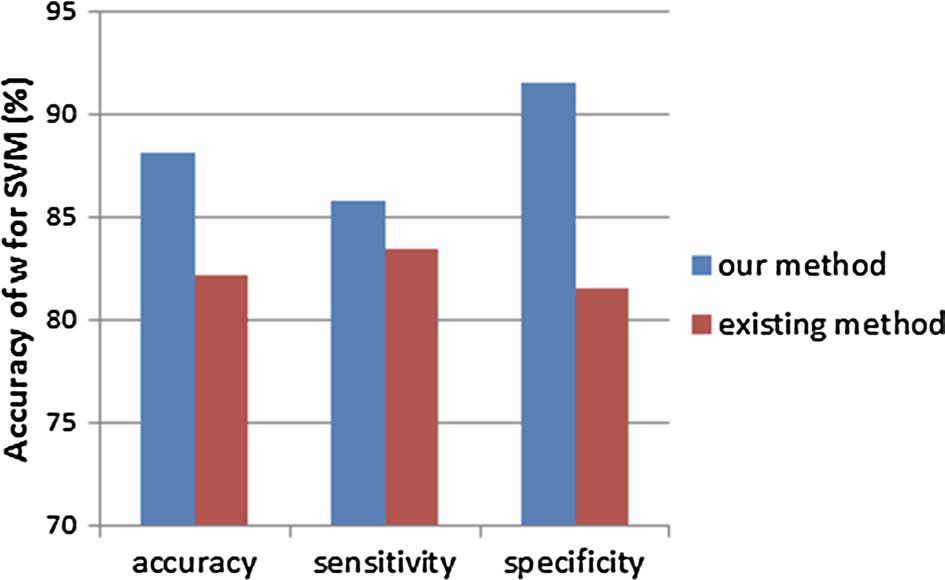 Accuracy of w for SVM (%)
95
90
85
80
75
70
accuracy
sensitivity
specificity
our method
existing method